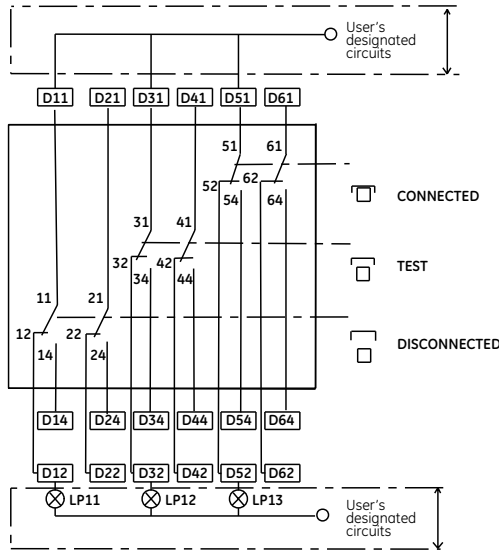 User's
designated
circuits
D11 D21 D31 D41 D51 D61
51 61
52 62
54 64
CONNECTED
31 41
32 42
34 44
TEST
11 21
12 22
14 24
DISCONNECTED
D14 D24 D34 D44 D54 D64
D12 D22 D32 D42 D52 D62
LP11 LP12 LP13
User's
designated
circuits